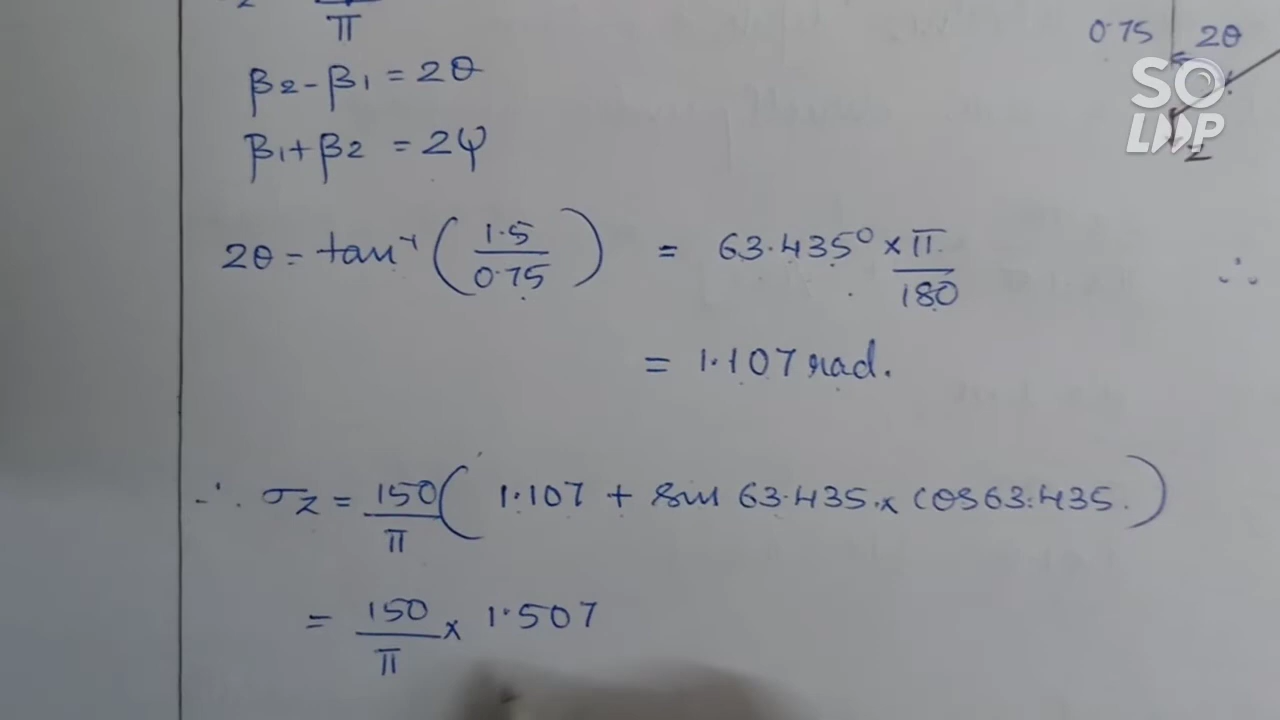 π
0.75 2θ
β2 - β1 = 2θ
β1 + β2 = 2ψ
z
2θ = tan⁻¹ (1.5/0.75) = 63.435° × π/180
∴
= 1.107 rad.
∴ σz = 150/π (1.107 + sin 63.435 × cos 63.435.)
= 150/π × 1.507
SO
LMP